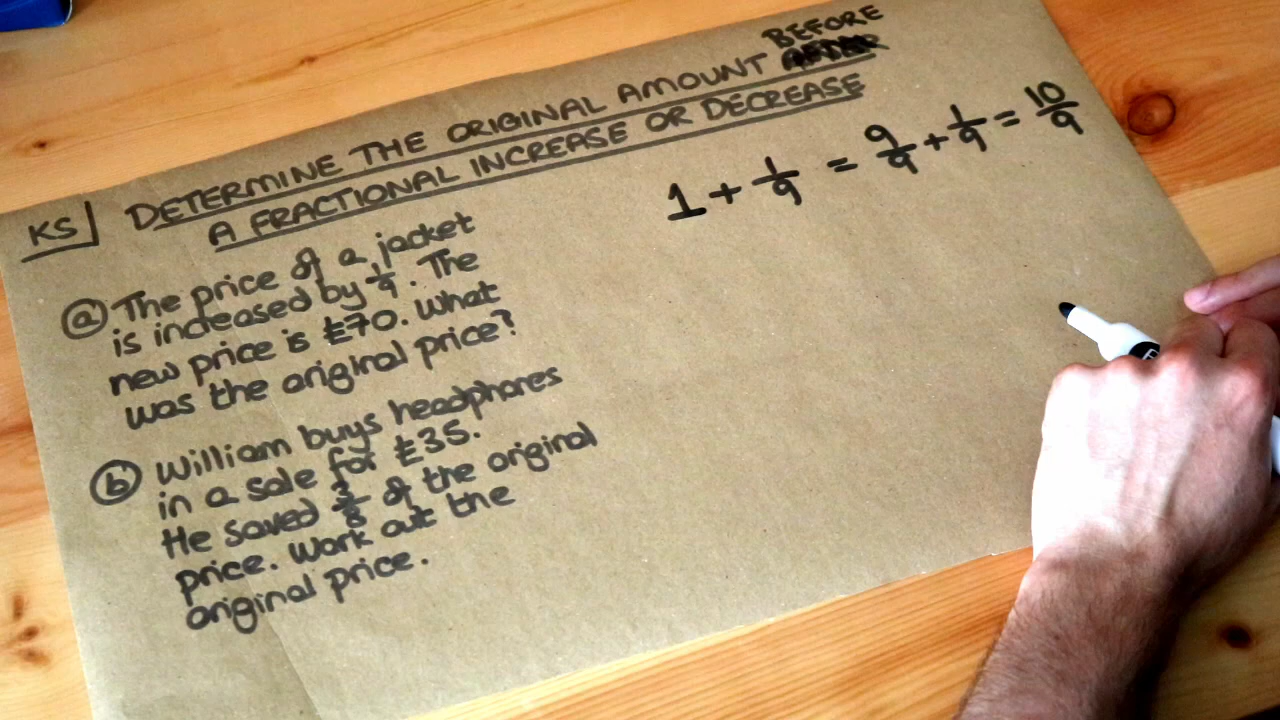 DETERMINE THE ORIGINAL AMOUNT BEFORE
A FRACTIONAL INCREASE OR DECREASE
KS
1 + 1/9 = 9/9 + 1/9 = 10/9
a The price of a jacket
is increased by 1/9. The
new price is £70. What
was the original price?
b William buys headphones
in a sale for £35.
He saved 3/8 of the original
price. Work out the
original price.